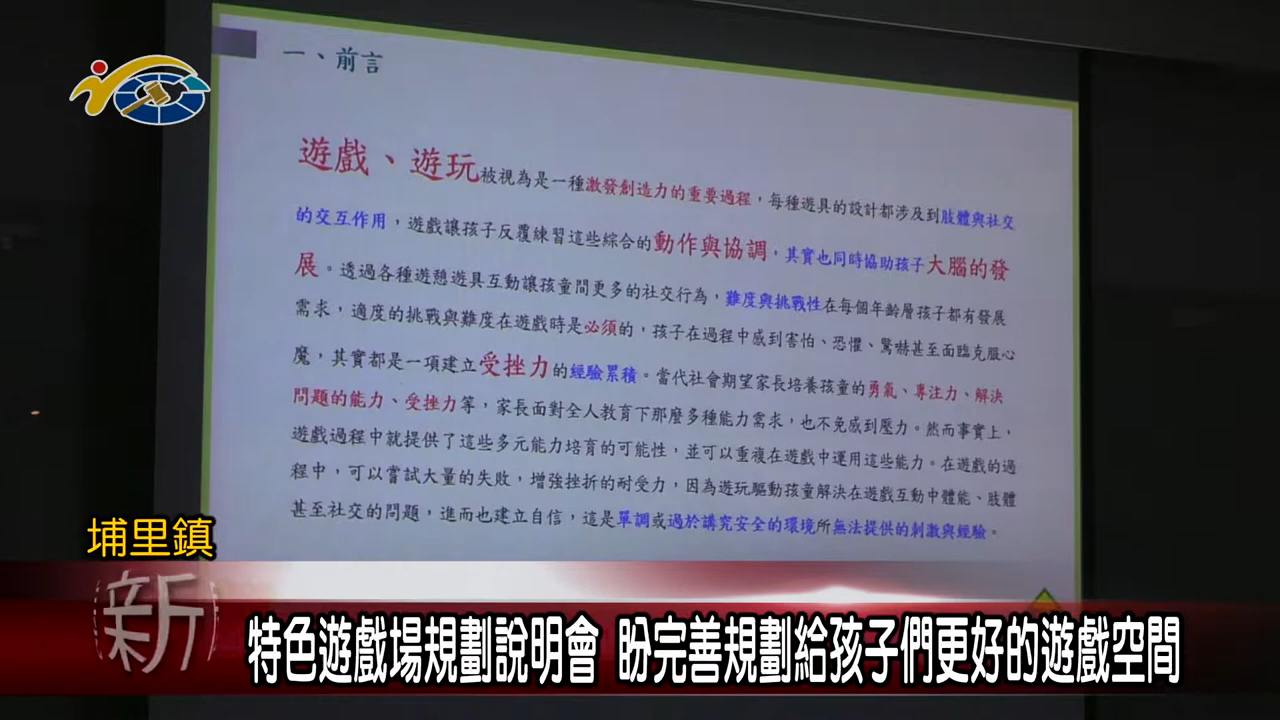 一、前言
遊戲、遊玩被視為是一種激發創造力的重要過程，每種遊具的設計都涉及到肢體與社交
的交互作用，遊戲讓孩子反覆練習這些綜合的動作與協調，其實也同時協助孩子大腦的發
展。透過各種遊憩遊具互動讓孩童間更多的社交行為，難度與挑戰性在每個年齡層孩子都有發展
需求，適度的挑戰與難度在遊戲時是必須的，孩子在過程中感到害怕、恐懼、驚嚇甚至面臨克服心
魔，其實都是一項建立受挫力的經驗累積。當代社會期望家長培養孩童的勇氣、專注力、解決
問題的能力、受挫力等，家長面對全人教育下那麼多種能力需求，也不免感到壓力。然而事實上，
遊戲過程中就提供了這些多元能力培育的可能性，並可以重複在遊戲中運用這些能力。在遊戲的過
程中，可以嘗試大量的失敗，增強挫折的耐受力，因為遊玩驅動孩童解決在遊戲互動中體能、肢體
甚至社交的問題，進而也建立自信，這是單調或過於講究安全的環境所無法提供的刺激與經驗。
埔里鎮
新
特色遊戲場規劃說明會 盼完善規劃給孩子們更好的遊戲空間